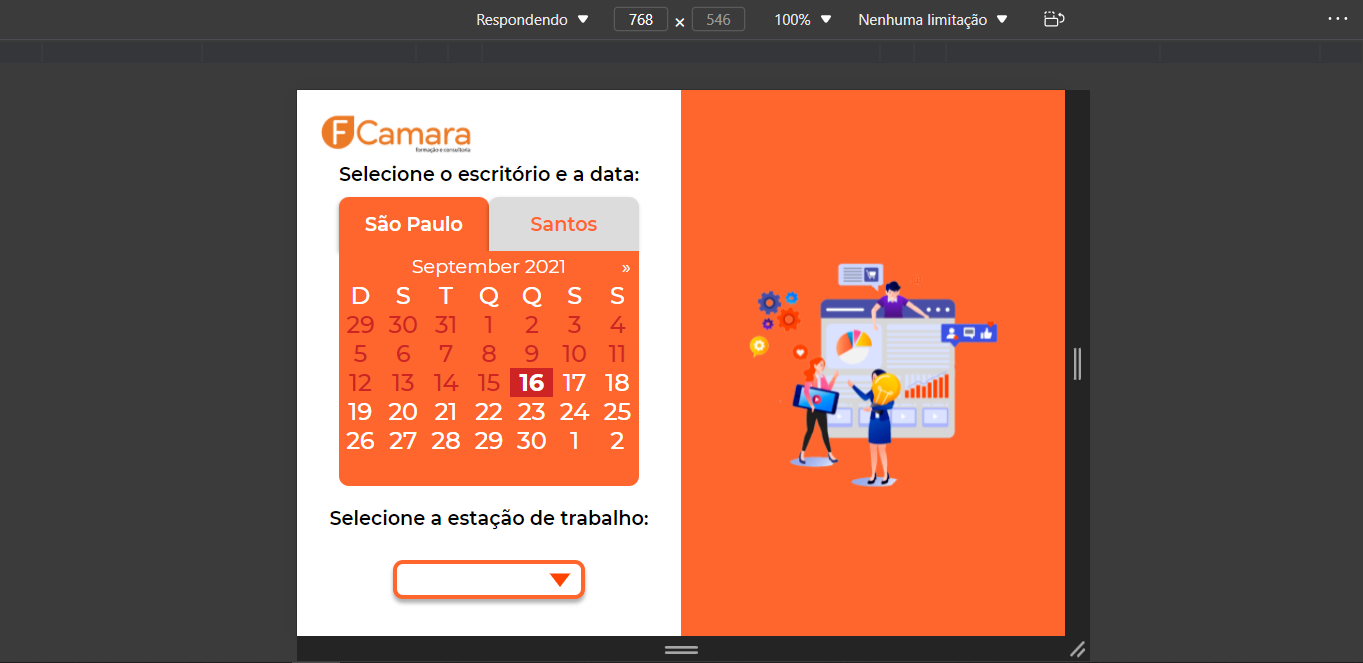 Respondendo 768 × 546 100% Nenhuma limitação
F Camara
formação e consultoria
Selecione o escritório e a data:
São Paulo Santos
September 2021 »
D S T Q Q S S
29 30 31 1 2 3 4
5 6 7 8 9 10 11
12 13 14 15 16 17 18
19 20 21 22 23 24 25
26 27 28 29 30 1 2
Selecione a estação de trabalho: